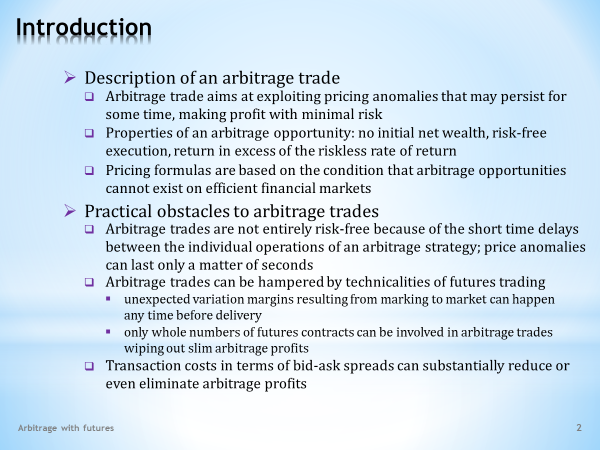 Introduction
Description of an arbitrage trade
Arbitrage trade aims at exploiting pricing anomalies that may persist for
some time, making profit with minimal risk
Properties of an arbitrage opportunity: no initial net wealth, risk-free
execution, return in excess of the riskless rate of return
Pricing formulas are based on the condition that arbitrage opportunities
cannot exist on efficient financial markets
Practical obstacles to arbitrage trades
Arbitrage trades are not entirely risk-free because of the short time delays
between the individual operations of an arbitrage strategy; price anomalies
can last only a matter of seconds
Arbitrage trades can be hampered by technicalities of futures trading
unexpected variation margins resulting from marking to market can happen
any time before delivery
only whole numbers of futures contracts can be involved in arbitrage trades
wiping out slim arbitrage profits
Transaction costs in terms of bid-ask spreads can substantially reduce or
even eliminate arbitrage profits
Arbitrage with futures
2